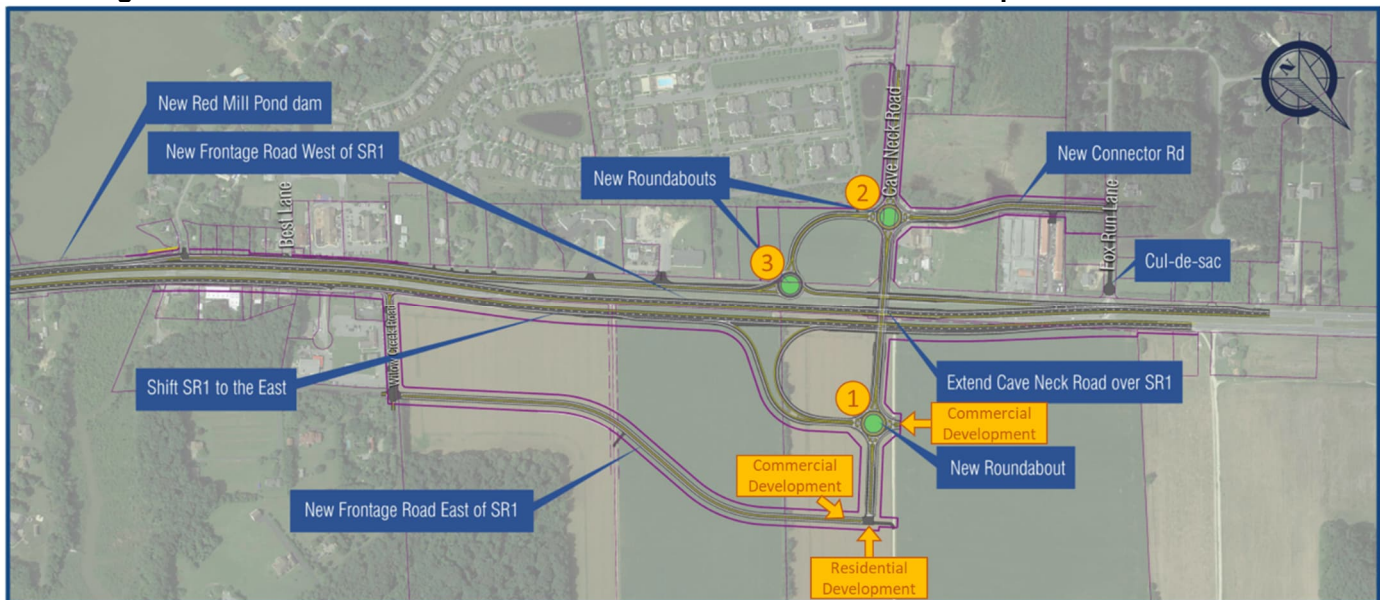 New Red Mill Pond dam
Cave Neck Road
New Frontage Road West of SR1
Best Lane
New Roundabouts
2
New Connector Rd
Fox Run Lane
3
Cul-de-sac
Willow Creek Road
Shift SR1 to the East
1
Extend Cave Neck Road over SR1
Commercial
Development
New Roundabout
Commercial
Development
New Frontage Road East of SR1
Residential
Development
N